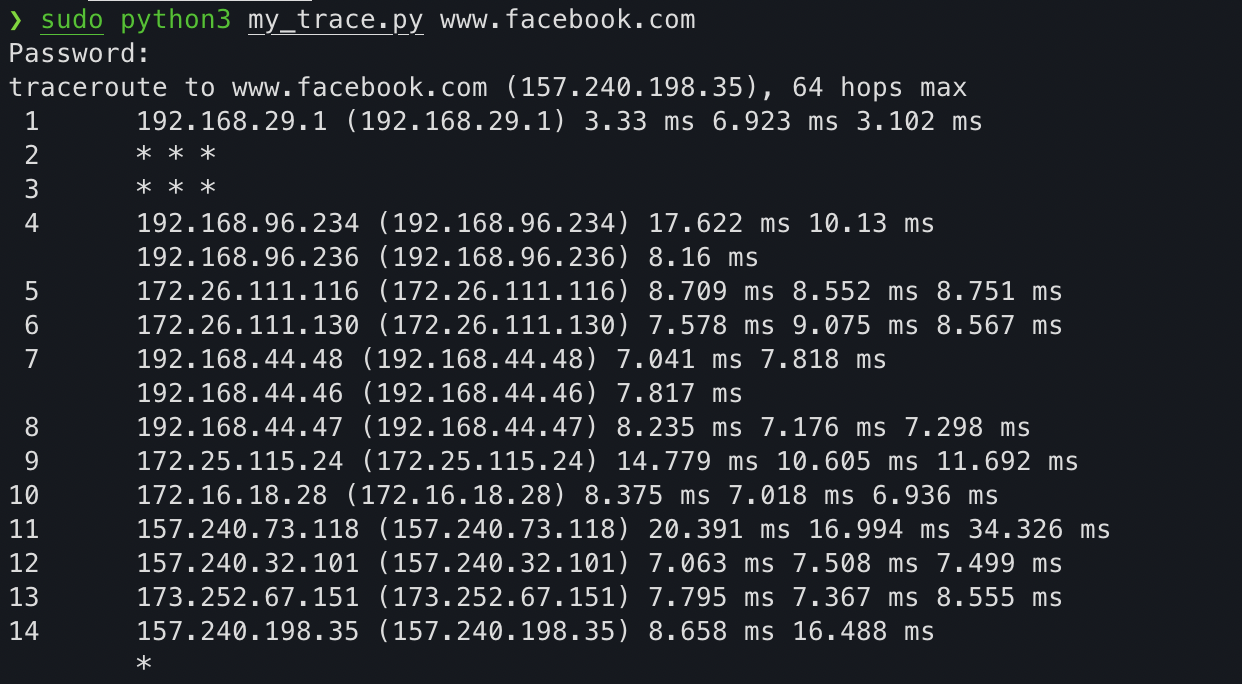 ❯ sudo python3 my_trace.py www.facebook.com
Password:
traceroute to www.facebook.com (157.240.198.35), 64 hops max
1 192.168.29.1 (192.168.29.1) 3.33 ms 6.923 ms 3.102 ms
2 * * *
3 * * *
4 192.168.96.234 (192.168.96.234) 17.622 ms 10.13 ms
192.168.96.236 (192.168.96.236) 8.16 ms
5 172.26.111.116 (172.26.111.116) 8.709 ms 8.552 ms 8.751 ms
6 172.26.111.130 (172.26.111.130) 7.578 ms 9.075 ms 8.567 ms
7 192.168.44.48 (192.168.44.48) 7.041 ms 7.818 ms
192.168.44.46 (192.168.44.46) 7.817 ms
8 192.168.44.47 (192.168.44.47) 8.235 ms 7.176 ms 7.298 ms
9 172.25.115.24 (172.25.115.24) 14.779 ms 10.605 ms 11.692 ms
10 172.16.18.28 (172.16.18.28) 8.375 ms 7.018 ms 6.936 ms
11 157.240.73.118 (157.240.73.118) 20.391 ms 16.994 ms 34.326 ms
12 157.240.32.101 (157.240.32.101) 7.063 ms 7.508 ms 7.499 ms
13 173.252.67.151 (173.252.67.151) 7.795 ms 7.367 ms 8.555 ms
14 157.240.198.35 (157.240.198.35) 8.658 ms 16.488 ms
*